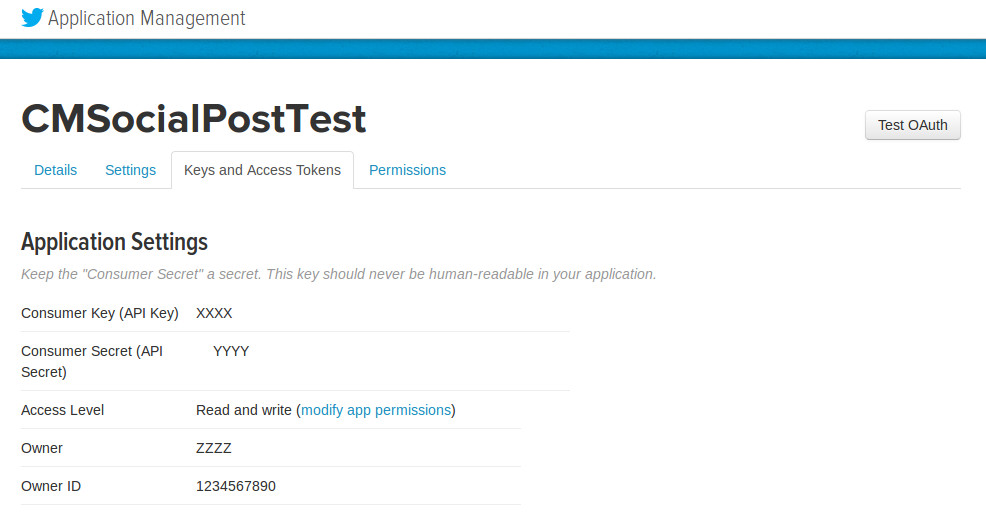 Application Management
CMSocialPostTest
Test OAuth
Details Settings Keys and Access Tokens Permissions
Application Settings
Keep the "Consumer Secret" a secret. This key should never be human-readable in your application.
Consumer Key (API Key) XXXX
Consumer Secret (API YYYY
Secret)
Access Level Read and write (modify app permissions)
Owner ZZZZ
Owner ID 1234567890